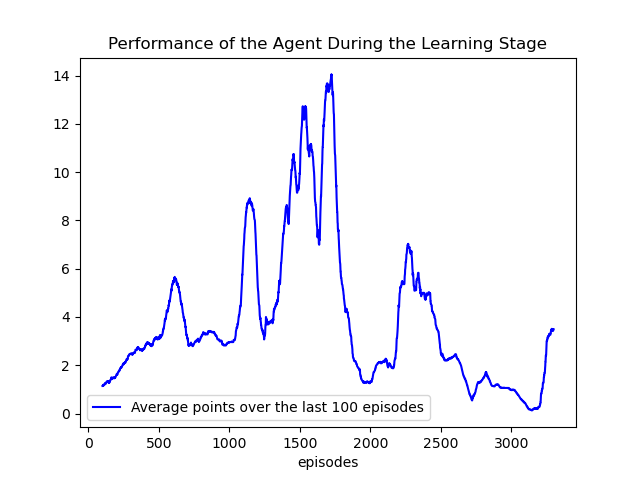 Performance of the Agent During the Learning Stage
14
12
10
8
6
4
2
0
Average points over the last 100 episodes
0 500 1000 1500 2000 2500 3000
episodes